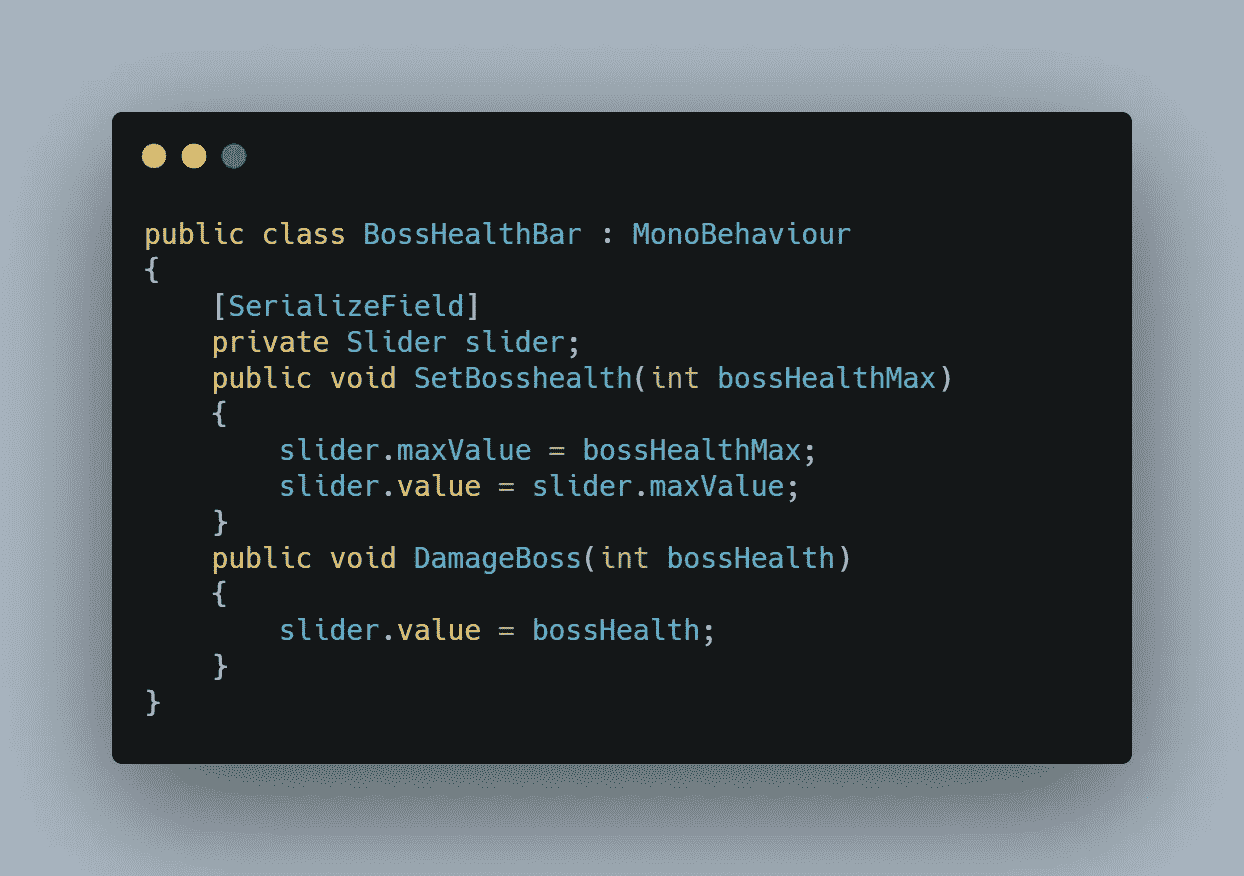 public class BossHealthBar : MonoBehaviour
{
    [SerializeField]
    private Slider slider;
    public void SetBosshealth(int bossHealthMax)
    {
        slider.maxValue = bossHealthMax;
        slider.value = slider.maxValue;
    }
    public void DamageBoss(int bossHealth)
    {
        slider.value = bossHealth;
    }
}